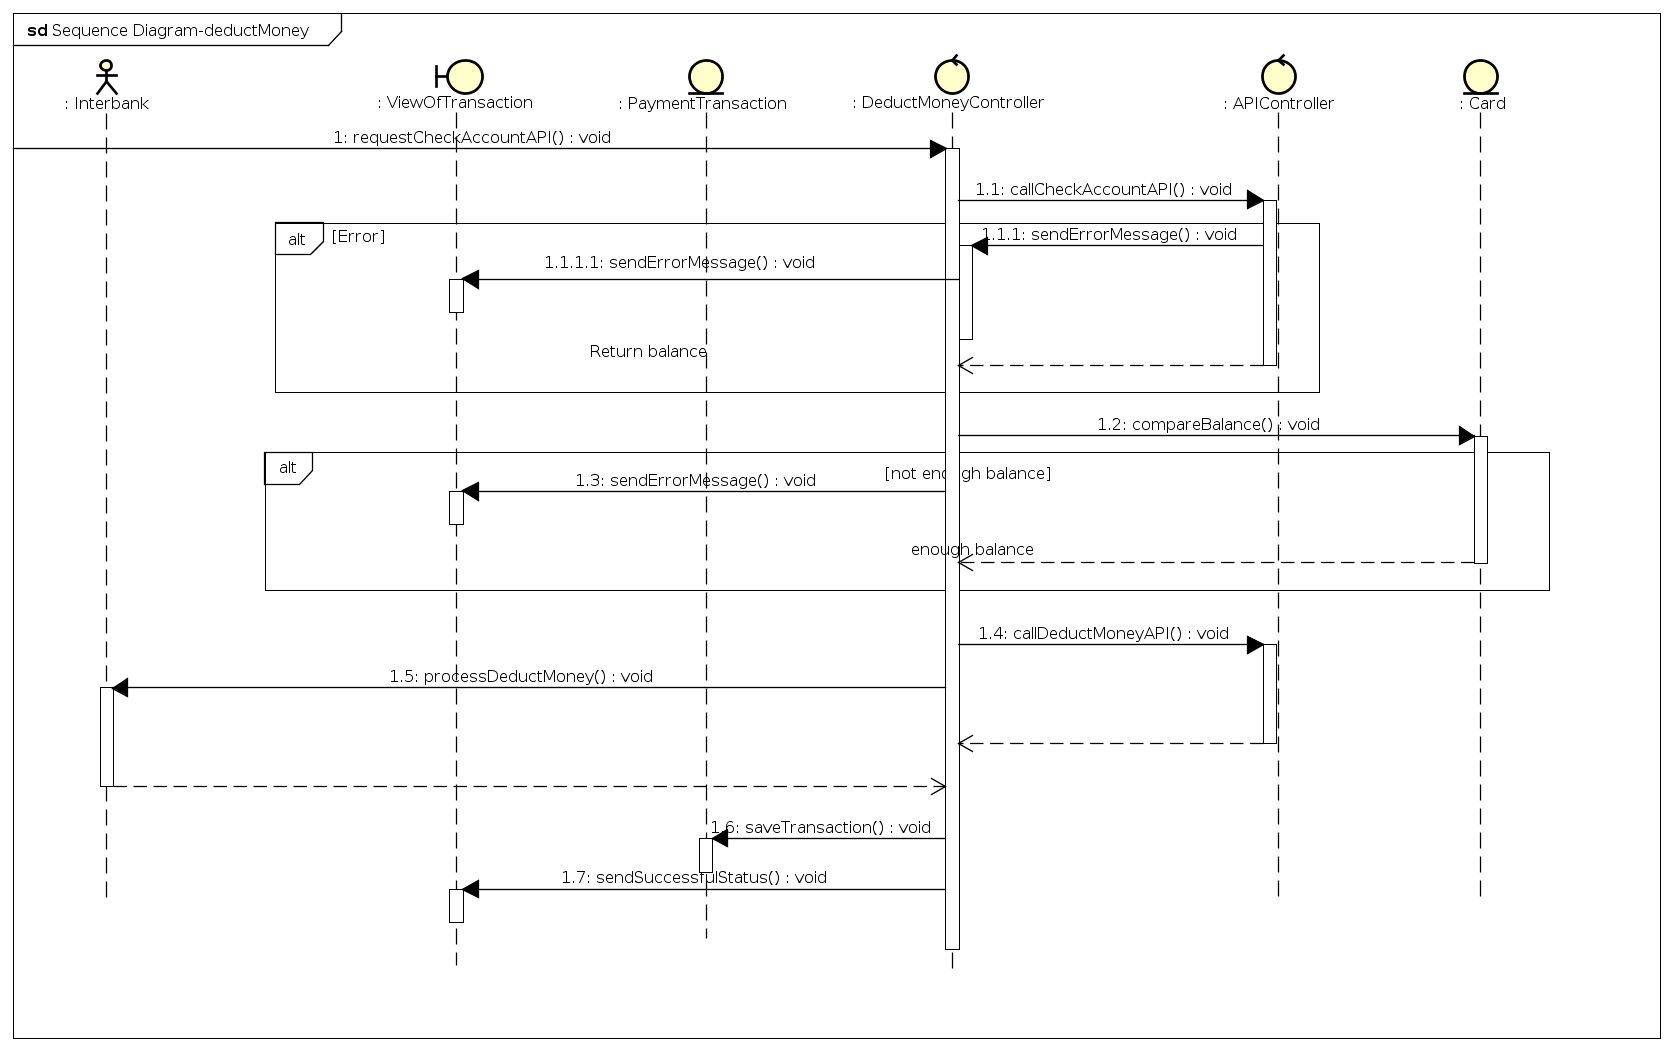 sd Sequence Diagram-deductMoney
: Interbank
: ViewOfTransaction
: PaymentTransaction
: DeductMoneyController
: APIController
: Card
1: requestCheckAccountAPI() : void
1.1: callCheckAccountAPI() : void
alt
[Error]
1.1.1: sendErrorMessage() : void
1.1.1.1: sendErrorMessage() : void
Return balance
1.2: compareBalance() : void
alt
[not enough balance]
1.3: sendErrorMessage() : void
enough balance
1.4: callDeductMoneyAPI() : void
1.5: processDeductMoney() : void
1.6: saveTransaction() : void
1.7: sendSuccessfulStatus() : void